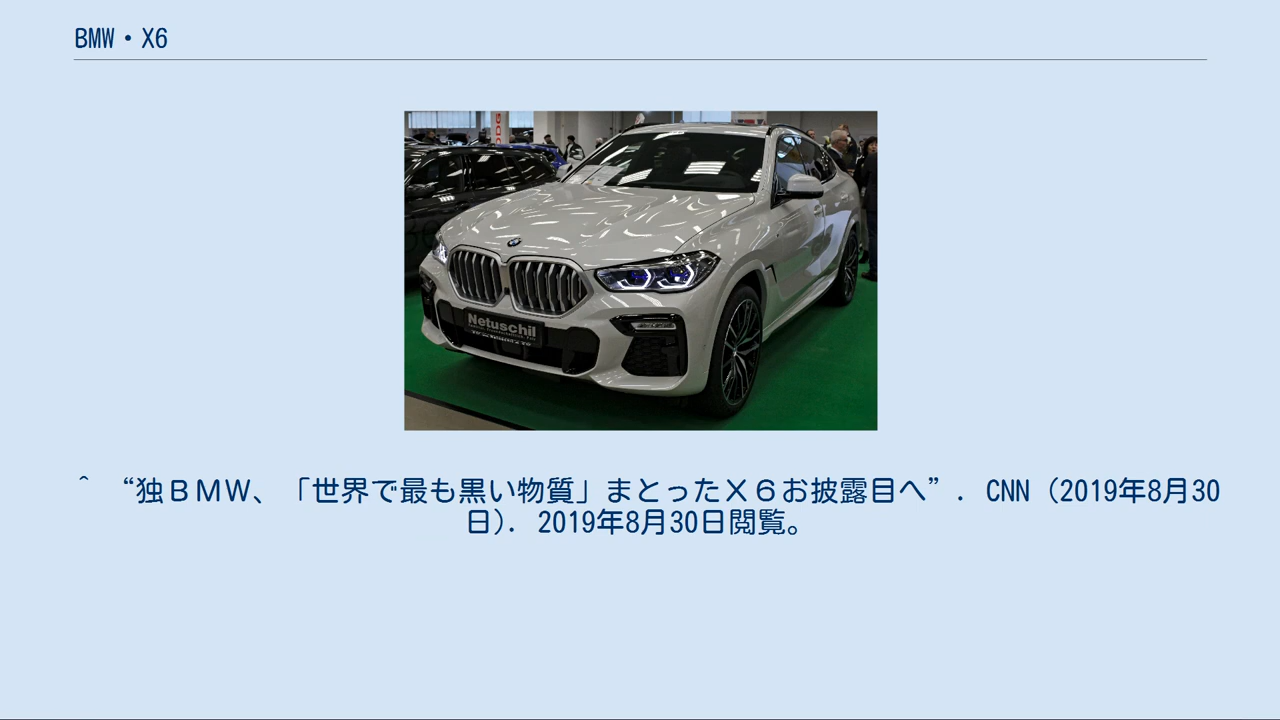 BMW・X6
Netuschil
^ “独ＢＭＷ、「世界で最も黒い物質」まとったＸ６お披露目へ”. CNN (2019年8月30
日). 2019年8月30日閲覧。